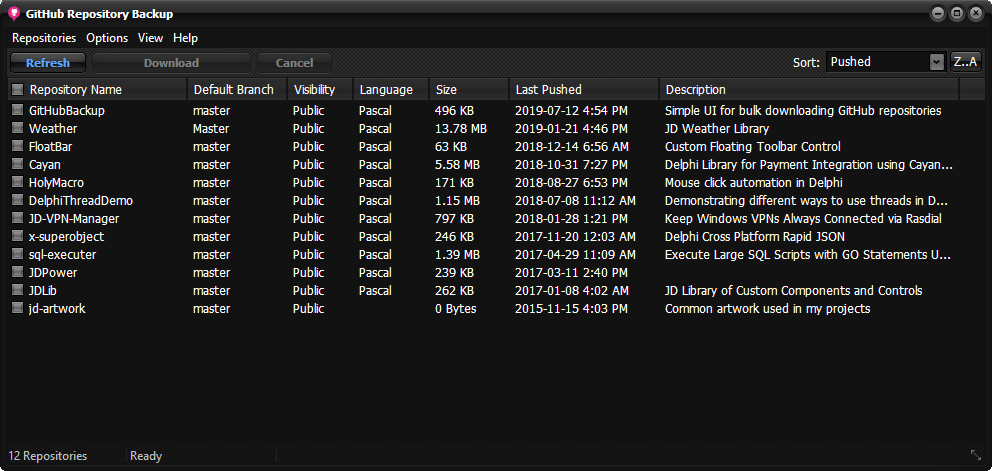 GitHub Repository Backup
Repositories Options View Help
Refresh Download Cancel Sort: Pushed Z..A
Repository Name Default Branch Visibility Language Size Last Pushed Description
GitHubBackup master Public Pascal 496 KB 2019-07-12 4:54 PM Simple UI for bulk downloading GitHub repositories
Weather Master Public Pascal 13.78 MB 2019-01-21 4:46 PM JD Weather Library
FloatBar master Public Pascal 63 KB 2018-12-14 6:56 AM Custom Floating Toolbar Control
Cayan master Public Pascal 5.58 MB 2018-10-31 7:27 PM Delphi Library for Payment Integration using Cayan...
HolyMacro master Public Pascal 171 KB 2018-08-27 6:53 PM Mouse click automation in Delphi
DelphiThreadDemo master Public Pascal 1.15 MB 2018-07-08 11:12 AM Demonstrating different ways to use threads in D...
JD-VPN-Manager master Public Pascal 797 KB 2018-01-28 1:21 PM Keep Windows VPNs Always Connected via Rasdial
x-superobject master Public Pascal 246 KB 2017-11-20 12:03 AM Delphi Cross Platform Rapid JSON
sql-executer master Public Pascal 1.39 MB 2017-04-29 11:09 AM Execute Large SQL Scripts with GO Statements U...
JDPower master Public Pascal 239 KB 2017-03-11 2:40 PM
JDLib master Public Pascal 262 KB 2017-01-08 4:02 AM JD Library of Custom Components and Controls
jd-artwork master Public 0 Bytes 2015-11-15 4:03 PM Common artwork used in my projects
12 Repositories Ready